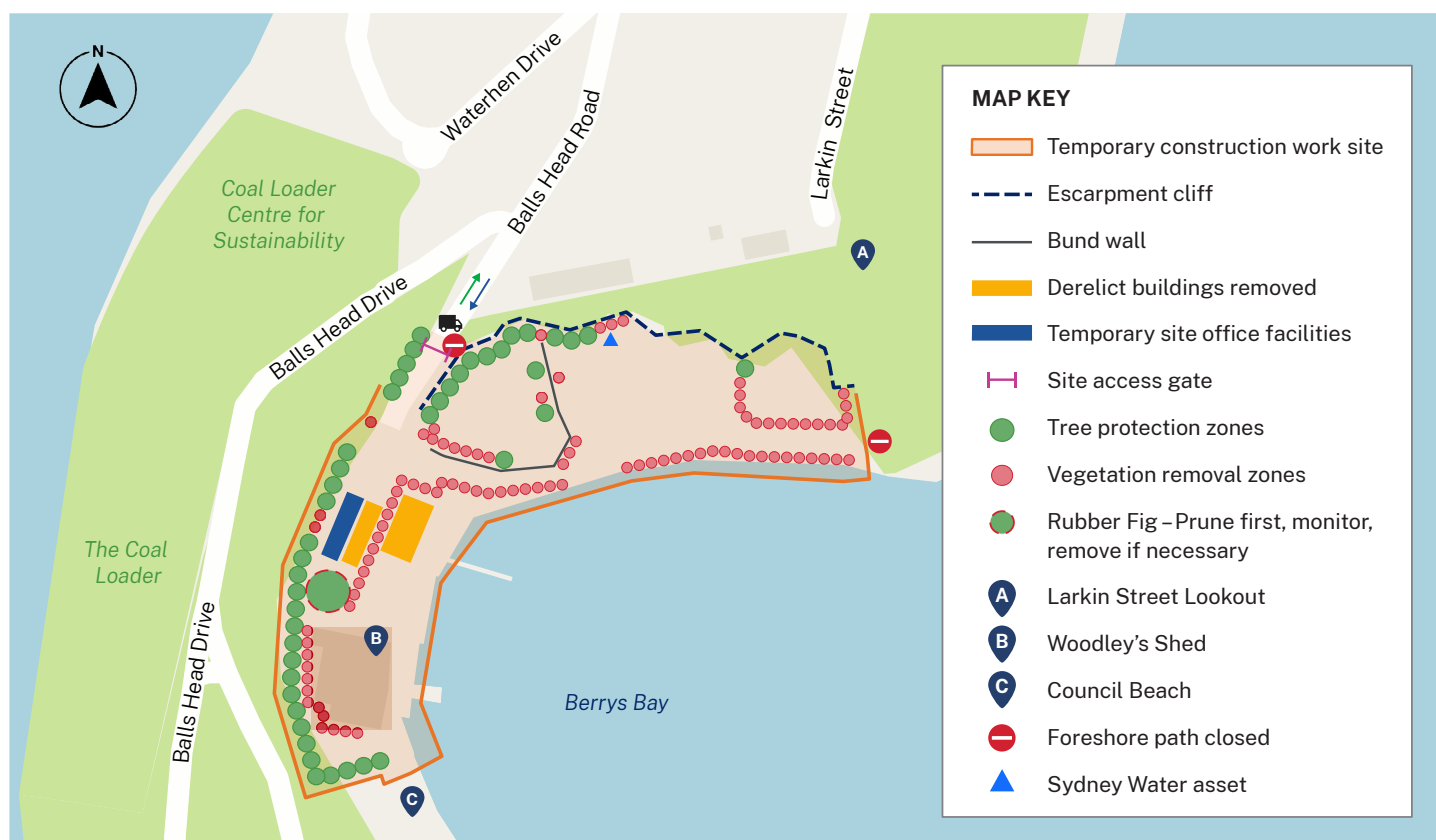 N
Waterhen Drive
Balls Head Road
Larkin Street
Coal Loader
Centre for
Sustainability
Balls Head Drive
A
The Coal
Loader
Balls Head Drive
B
Berrys Bay
C
MAP KEY
Temporary construction work site
Escarpment cliff
Bund wall
Derelict buildings removed
Temporary site office facilities
Site access gate
Tree protection zones
Vegetation removal zones
Rubber Fig – Prune first, monitor,
remove if necessary
A Larkin Street Lookout
B Woodley’s Shed
C Council Beach
Foreshore path closed
Sydney Water asset